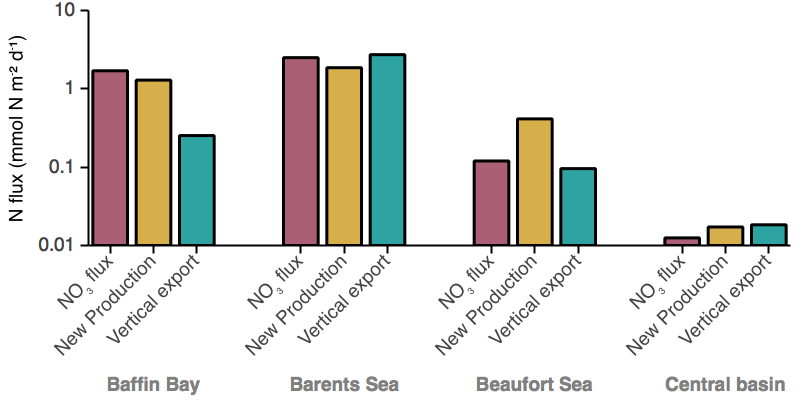 N flux (mmol N m⁻² d⁻¹)
10
1
0.1
0.01
NO₃ flux
New Production
Vertical export
NO₃ flux
New Production
Vertical export
NO₃ flux
New Production
Vertical export
NO₃ flux
New Production
Vertical export
Baffin Bay
Barents Sea
Beaufort Sea
Central basin